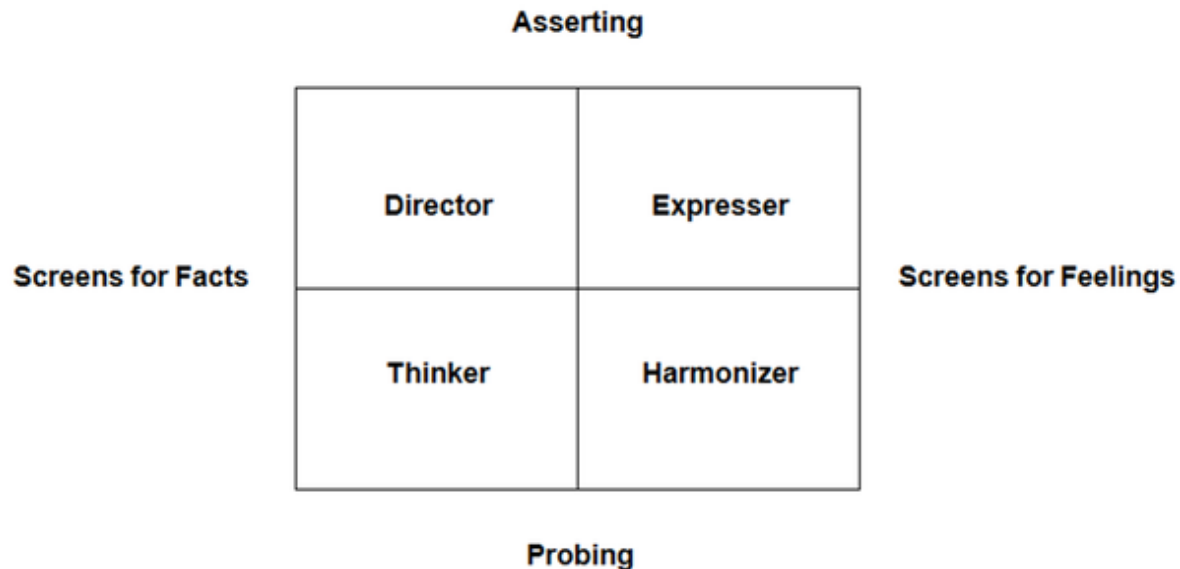 Asserting
Director Expresser
Screens for Facts Screens for Feelings
Thinker Harmonizer
Probing